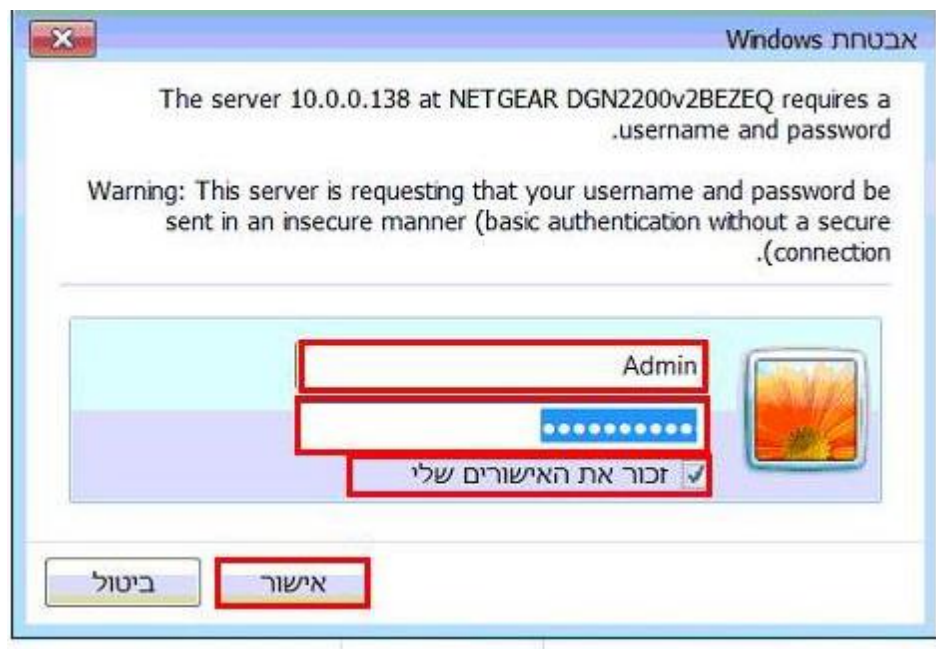 אבטחת Windows
The server 10.0.0.138 at NETGEAR DGN2200v2BEZEQ requires a
.username and password
Warning: This server is requesting that your username and password be
sent in an insecure manner (basic authentication without a secure
.(connection
Admin
••••••••••
זכור את האישורים שלי
אישור
ביטול